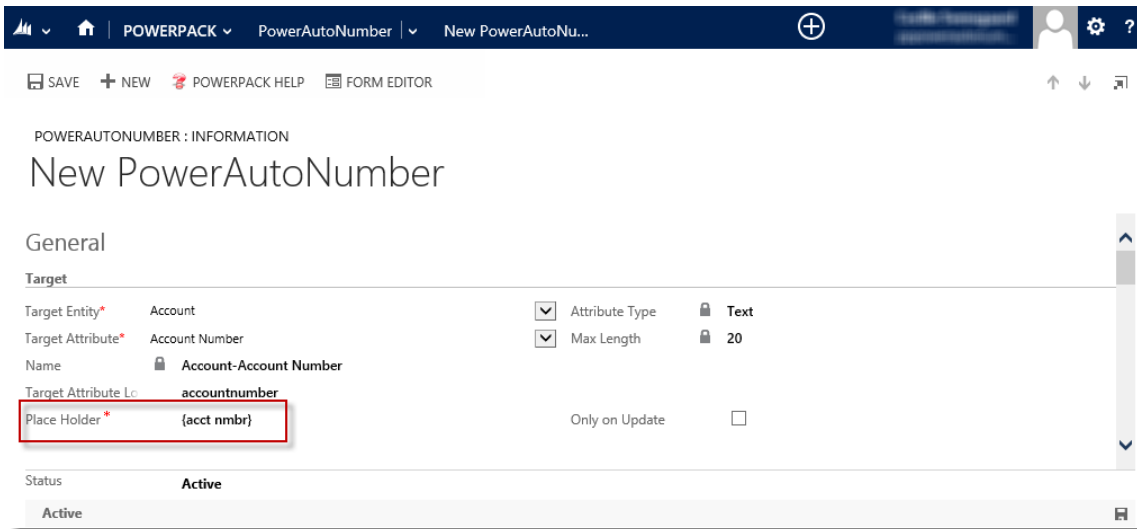 POWERPACK PowerAutoNumber New PowerAutoNu... ?
SAVE NEW POWERPACK HELP FORM EDITOR
POWERAUTONUMBER : INFORMATION
New PowerAutoNumber
General
Target
Target Entity* Account Attribute Type Text
Target Attribute* Account Number Max Length 20
Name Account-Account Number
Target Attribute Lo accountnumber
Place Holder* {acct nmbr} Only on Update
Status Active
Active